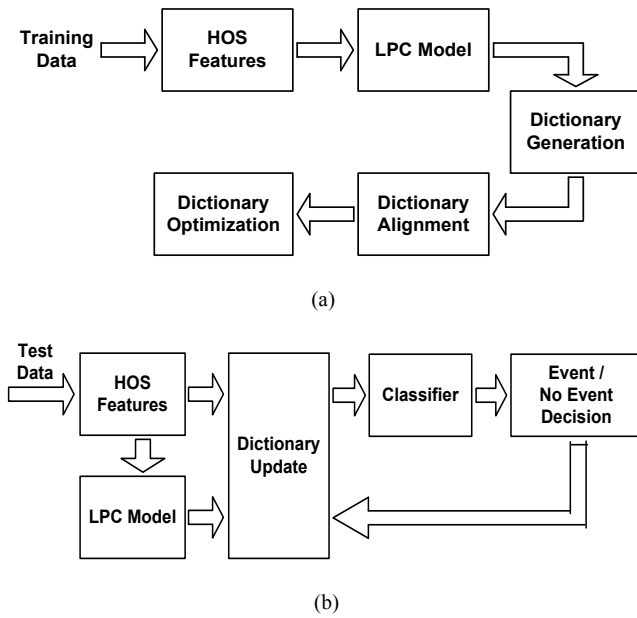 Training
Data
HOS
Features
LPC Model
Dictionary
Generation
Dictionary
Optimization
Dictionary
Alignment
(a)
Test
Data
HOS
Features
LPC Model
Dictionary
Update
Classifier
Event /
No Event
Decision
(b)